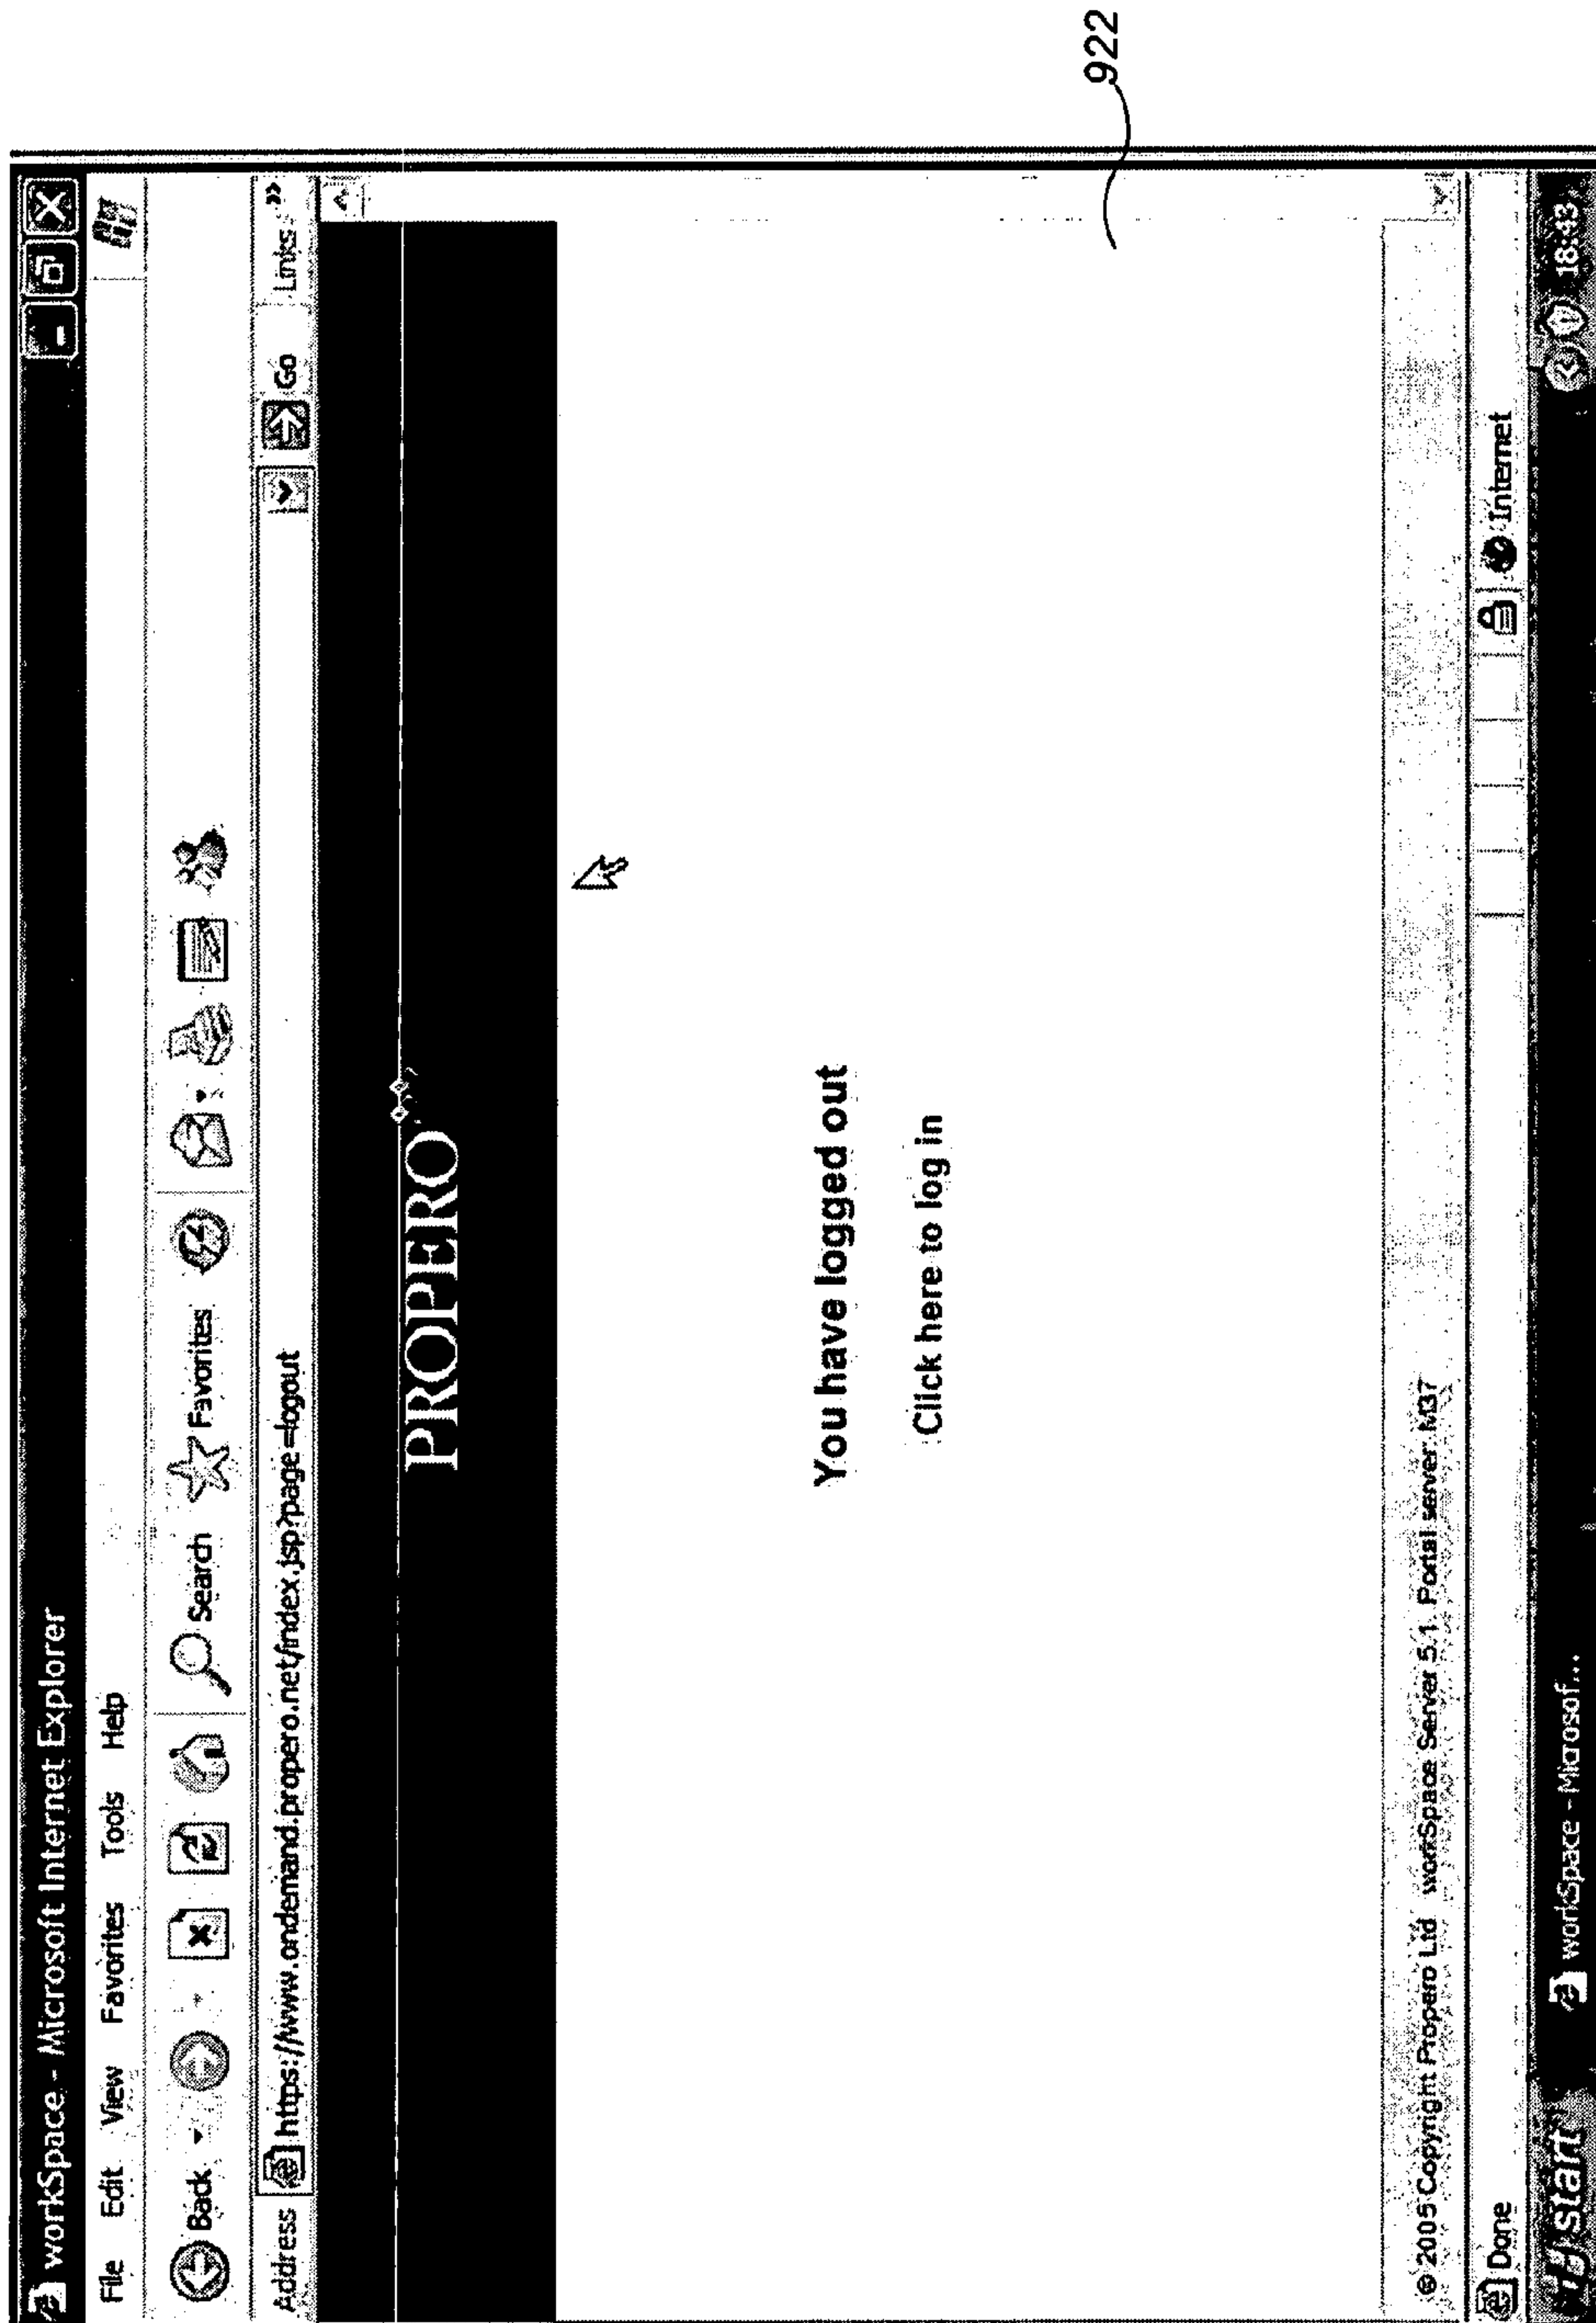 workSpace - Microsoft Internet Explorer
File Edit View Favorites Tools Help
Back Search Favorites
Address https://www.ondemand.propero.net/index.jsp?page=logout Go Links »
PROPERO
You have logged out
Click here to log in
922
© 2005 Copyright Propero Ltd workSpace Server 5.1. Portal server: M37
Done Internet
start workSpace - Microsof... 18:43